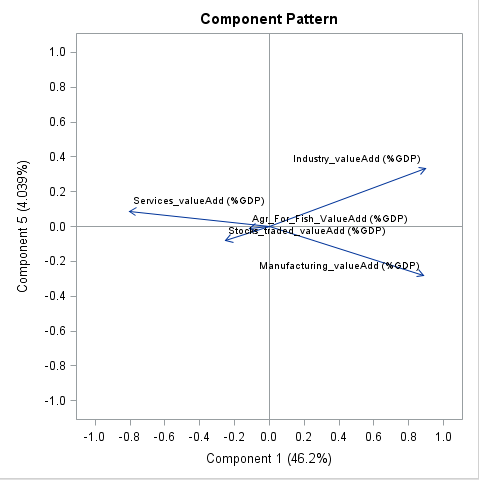 Component Pattern
1.0
0.8
0.6
0.4
0.2
0.0
-0.2
-0.4
-0.6
-0.8
-1.0
Component 5 (4.039%)
Industry_valueAdd (%GDP)
Services_valueAdd (%GDP)
Agr_For_Fish_ValueAdd (%GDP)
Stocks_traded_valueAdd (%GDP)
Manufacturing_valueAdd (%GDP)
-1.0 -0.8 -0.6 -0.4 -0.2 0.0 0.2 0.4 0.6 0.8 1.0
Component 1 (46.2%)